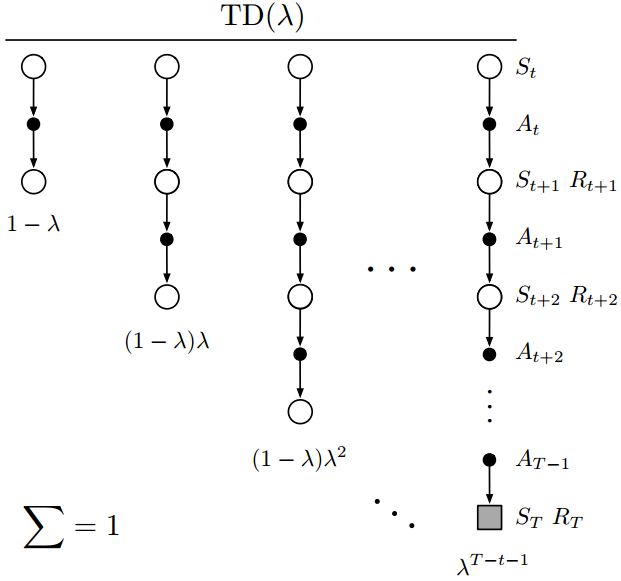 TD(λ)
S_t
A_t
S_{t+1} R_{t+1}
1 − λ
A_{t+1}
. . .
S_{t+2} R_{t+2}
(1 − λ)λ
A_{t+2}
(1 − λ)λ^2
A_{T−1}
∑ = 1
S_T R_T
λ^{T−t−1}